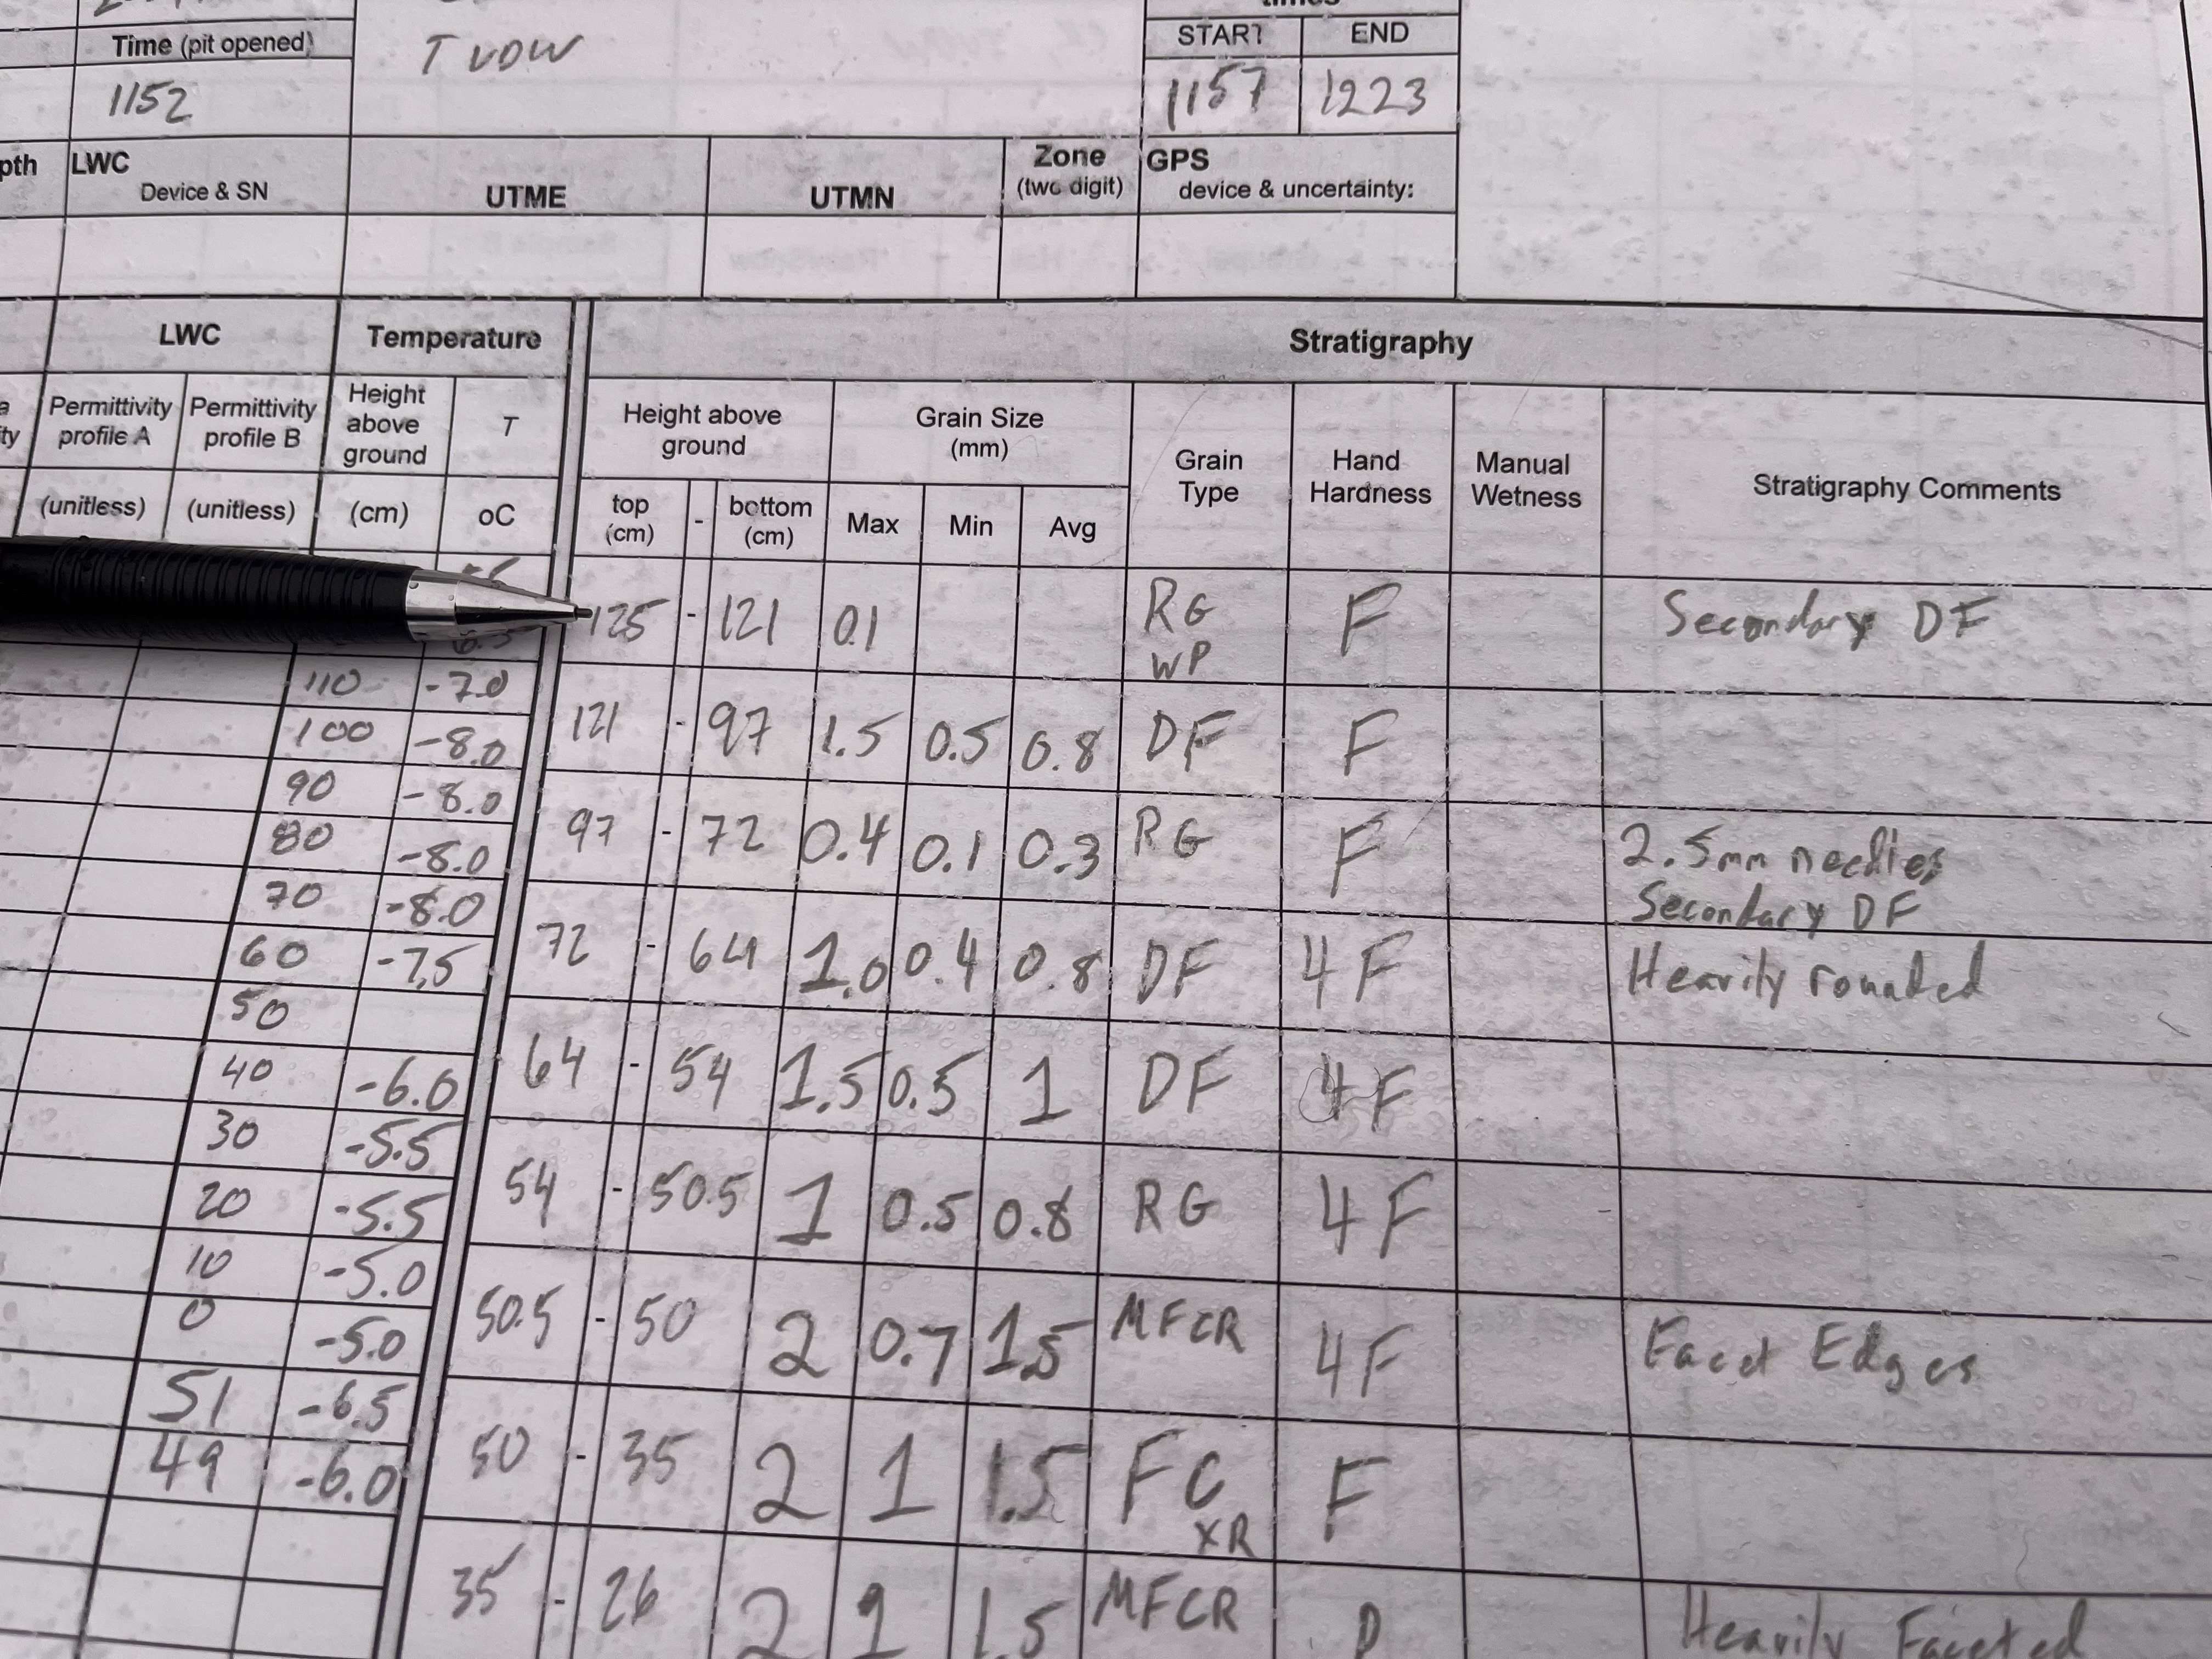 Time (pit opened)
START
END
1152
1157
1223
LWC
Device & SN
UTME
UTMN
Zone
(two digit)
GPS
device & uncertainty:
LWC
Temperature
Stratigraphy
Permittivity profile A
Permittivity profile B
Height above ground
T
Height above ground
Grain Size (mm)
Grain Type
Hand Hardness
Manual Wetness
Stratigraphy Comments
(unitless)
(unitless)
(cm)
oC
top (cm)
-
bottom (cm)
Max
Min
Avg
110 -7.0
100 -8.0
90 -8.0
80 -8.0
70 -8.0
60 -7.5
50
40 -6.0
30 -5.5
20 -5.5
10 -5.0
0 -5.0
51 -6.5
49 -6.0
125 - 121 0.1 RG WP F Secondary DF
121 - 97 1.5 0.5 0.8 DF F
97 - 72 0.4 0.1 0.3 RG F 2.5mm needles Secondary DF
72 - 64 1.0 0.4 0.8 DF 4F Heavily rounded
64 - 54 1.5 0.5 1 DF 4F
54 - 50.5 1 0.5 0.8 RG 4F
50.5 - 50 2 0.7 1.5 MFCR 4F Facet Edges
50 - 35 2 1 1.5 FC XR F
35 - 26 2 1 1.5 MFCR Heavily Faceted